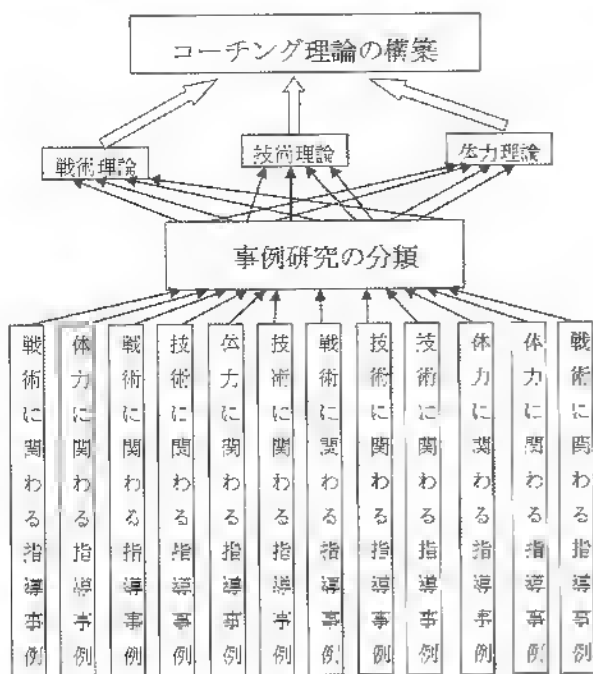 コーチング理論の構築
戦術理論
技術理論
体力理論
事例研究の分類
戦術に関わる指導事例
体力に関わる指導事例
戦術に関わる指導事例
技術に関わる指導事例
体力に関わる指導事例
技術に関わる指導事例
戦術に関わる指導事例
技術に関わる指導事例
技術に関わる指導事例
体力に関わる指導事例
体力に関わる指導事例
戦術に関わる指導事例